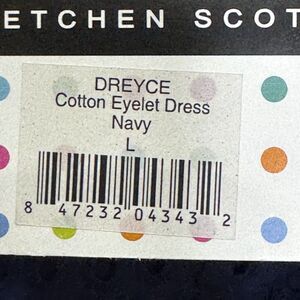 ETCHEN SCOT
DREYCE
Cotton Eyelet Dress
Navy
L
8 47232 04343 2